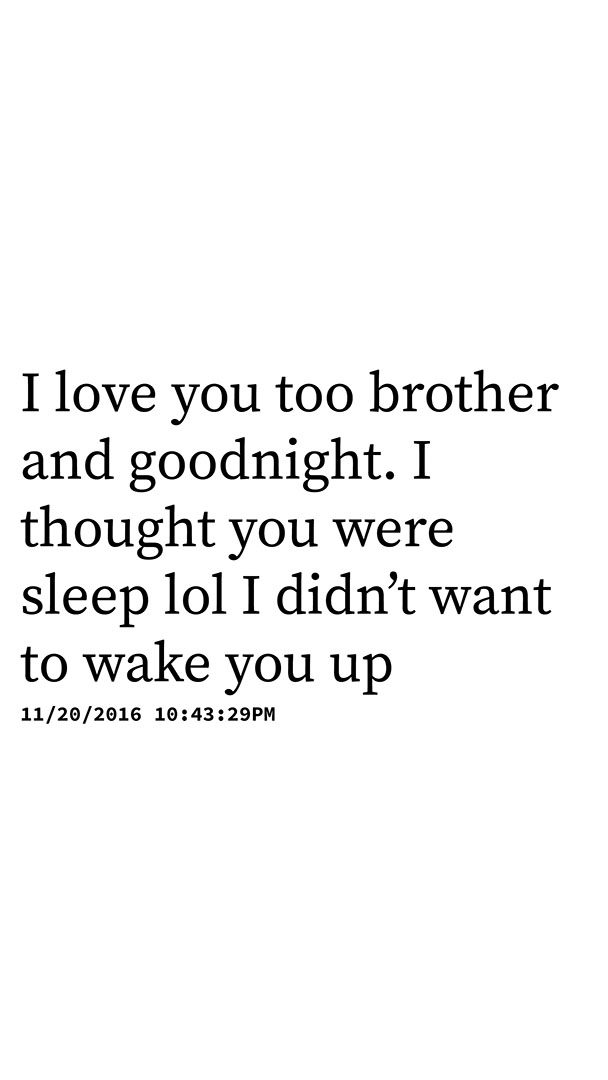 I love you too brother
and goodnight. I
thought you were
sleep lol I didn’t want
to wake you up
11/20/2016 10:43:29PM